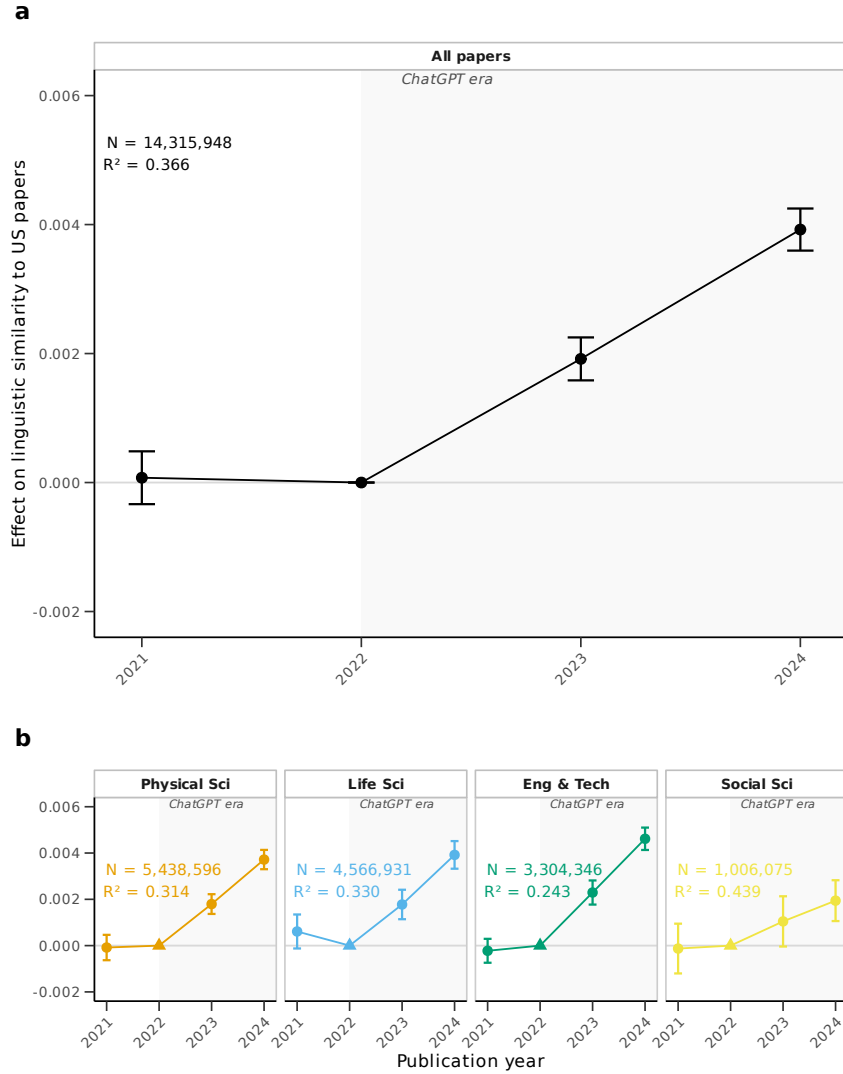 a
All papers
ChatGPT era
0.006
N = 14,315,948
R² = 0.366
0.004
0.002
0.000
-0.002
Effect on linguistic similarity to US papers
2021 2022 2023 2024
b
Physical Sci Life Sci Eng & Tech Social Sci
ChatGPT era ChatGPT era ChatGPT era ChatGPT era
0.006
0.004
N = 5,438,596 N = 4,566,931 N = 3,304,346 N = 1,006,075
R² = 0.314 R² = 0.330 R² = 0.243 R² = 0.439
0.002
0.000
-0.002
2021 2022 2023 2024 2021 2022 2023 2024 2021 2022 2023 2024 2021 2022 2023 2024
Publication year